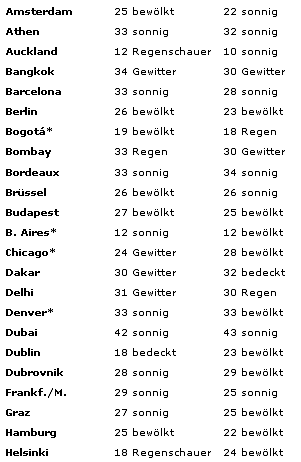 Amsterdam 25 bewölkt 22 sonnig
Athen 33 sonnig 32 sonnig
Auckland 12 Regenschauer 10 sonnig
Bangkok 34 Gewitter 30 Gewitter
Barcelona 33 sonnig 28 sonnig
Berlin 26 bewölkt 23 bewölkt
Bogotá* 19 bewölkt 18 Regen
Bombay 33 Regen 30 Gewitter
Bordeaux 33 sonnig 34 sonnig
Brüssel 26 bewölkt 26 sonnig
Budapest 27 bewölkt 25 bewölkt
B. Aires* 12 sonnig 12 bewölkt
Chicago* 24 Gewitter 28 bewölkt
Dakar 30 Gewitter 32 bedeckt
Delhi 31 Gewitter 30 Regen
Denver* 33 sonnig 33 bewölkt
Dubai 42 sonnig 43 sonnig
Dublin 18 bedeckt 23 bewölkt
Dubrovnik 28 sonnig 29 bewölkt
Frankf./M. 29 sonnig 25 sonnig
Graz 27 sonnig 25 bewölkt
Hamburg 25 bewölkt 22 bewölkt
Helsinki 18 Regenschauer 24 bewölkt